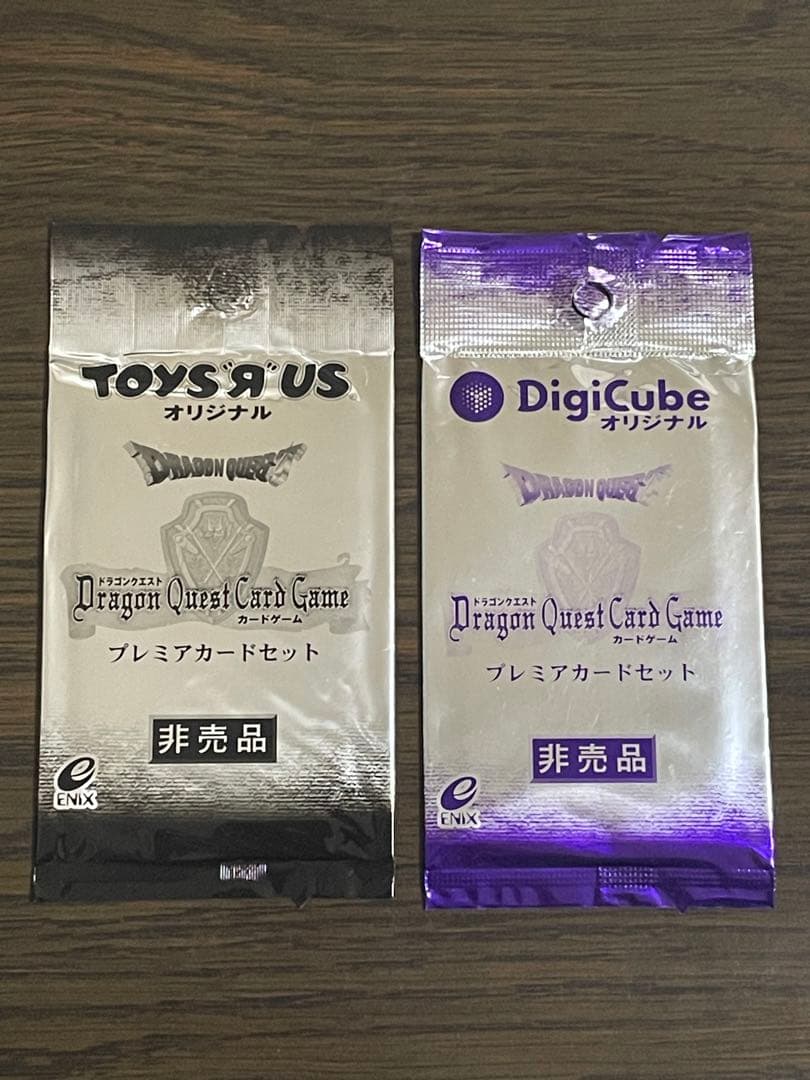 TOYS"R"US
オリジナル
DRAGON QUEST
ドラゴンクエスト
Dragon Quest Card Game
カードゲーム
プレミアカードセット
非売品
ENIX
DigiCube
オリジナル
DRAGON QUEST
ドラゴンクエスト
Dragon Quest Card Game
カードゲーム
プレミアカードセット
非売品
ENIX